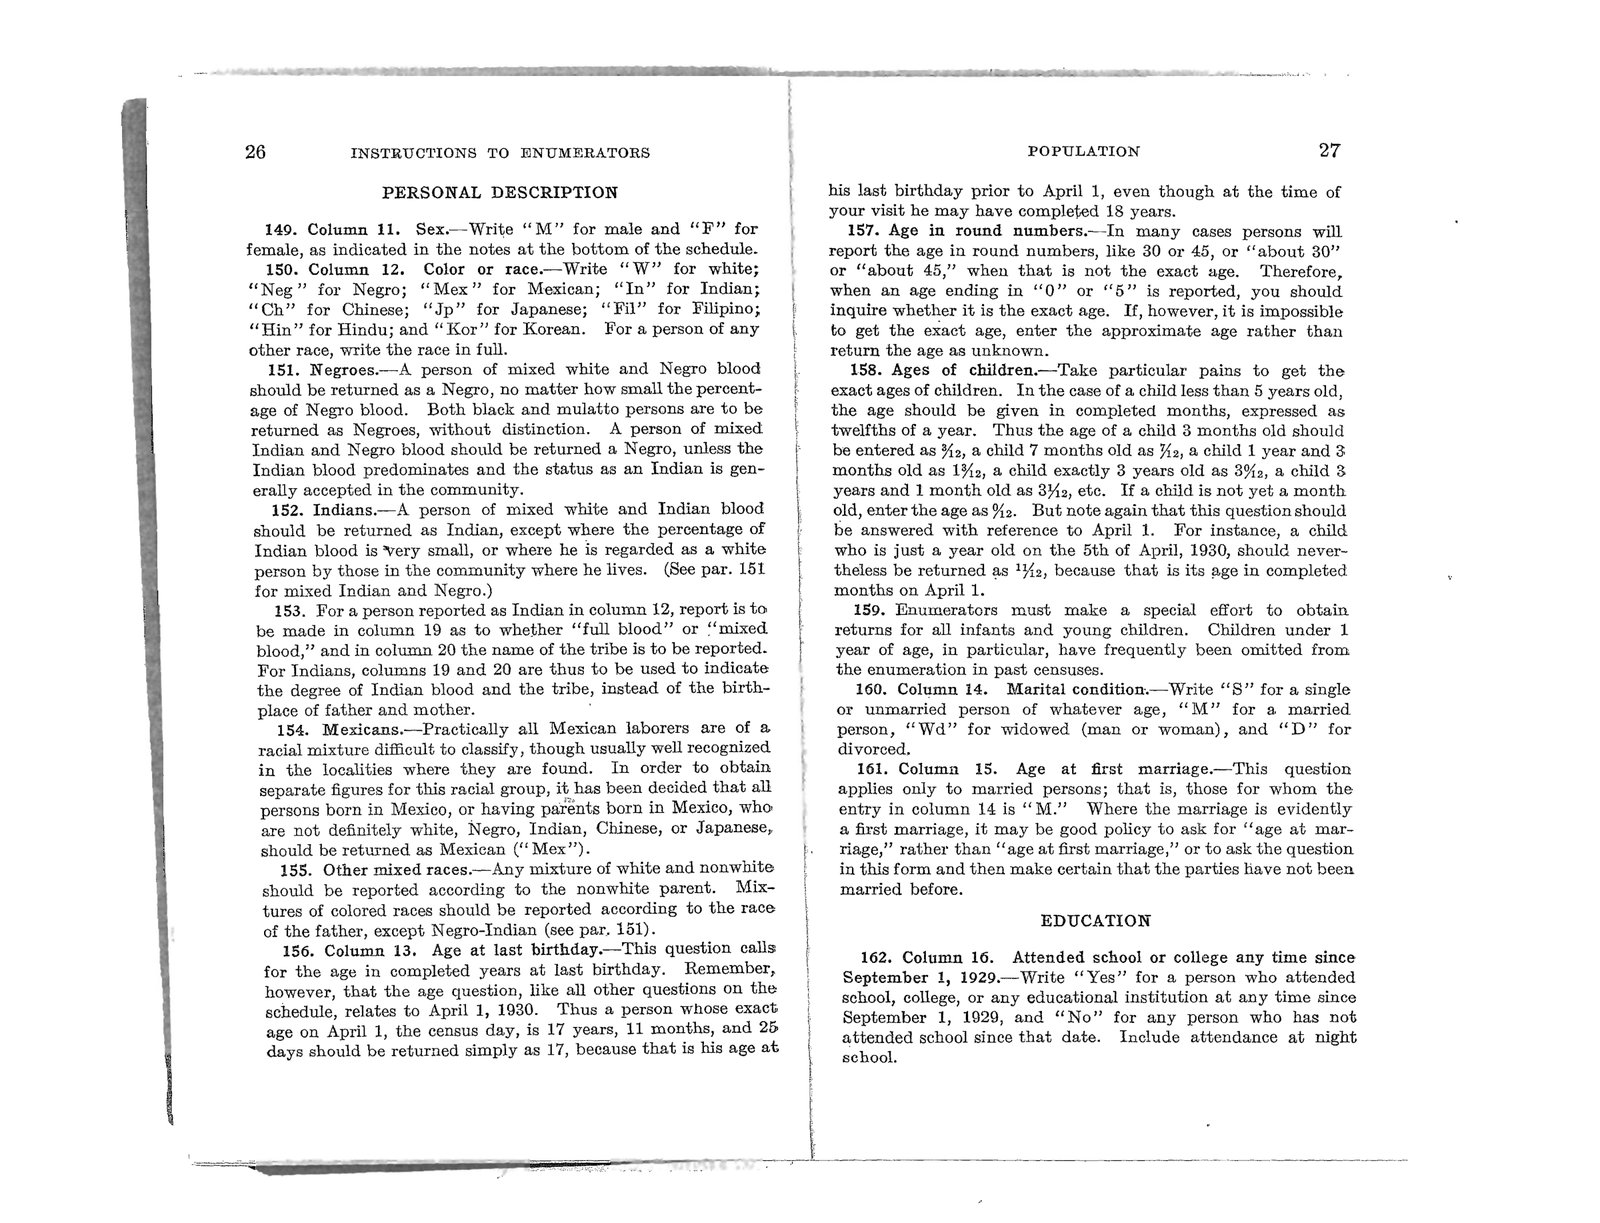 26 INSTRUCTIONS TO ENUMERATORS
PERSONAL DESCRIPTION
149. Column 11. Sex.—Write "M" for male and "F" for
female, as indicated in the notes at the bottom of the schedule.
150. Column 12. Color or race.—Write "W" for white;
"Neg" for Negro; "Mex" for Mexican; "In" for Indian;
"Ch" for Chinese; "Jp" for Japanese; "Fil" for Filipino;
"Hin" for Hindu; and "Kor" for Korean. For a person of any
other race, write the race in full.
151. Negroes.—A person of mixed white and Negro blood
should be returned as a Negro, no matter how small the percent-
age of Negro blood. Both black and mulatto persons are to be
returned as Negroes, without distinction. A person of mixed
Indian and Negro blood should be returned a Negro, unless the
Indian blood predominates and the status as an Indian is gen-
erally accepted in the community.
152. Indians.—A person of mixed white and Indian blood
should be returned as Indian, except where the percentage of
Indian blood is very small, or where he is regarded as a white
person by those in the community where he lives. (See par. 151
for mixed Indian and Negro.)
153. For a person reported as Indian in column 12, report is to
be made in column 19 as to whether "full blood" or "mixed
blood," and in column 20 the name of the tribe is to be reported.
For Indians, columns 19 and 20 are thus to be used to indicate
the degree of Indian blood and the tribe, instead of the birth-
place of father and mother.
154. Mexicans.—Practically all Mexican laborers are of a
racial mixture difficult to classify, though usually well recognized
in the localities where they are found. In order to obtain
separate figures for this racial group, it has been decided that all
persons born in Mexico, or having parents born in Mexico, who
are not definitely white, Negro, Indian, Chinese, or Japanese,
should be returned as Mexican ("Mex").
155. Other mixed races.—Any mixture of white and nonwhite
should be reported according to the nonwhite parent. Mix-
tures of colored races should be reported according to the race
of the father, except Negro-Indian (see par. 151).
156. Column 13. Age at last birthday.—This question calls
for the age in completed years at last birthday. Remember,
however, that the age question, like all other questions on the
schedule, relates to April 1, 1930. Thus a person whose exact
age on April 1, the census day, is 17 years, 11 months, and 25
days should be returned simply as 17, because that is his age at
POPULATION 27
his last birthday prior to April 1, even though at the time of
your visit he may have completed 18 years.
157. Age in round numbers.—In many cases persons will
report the age in round numbers, like 30 or 45, or "about 30"
or "about 45," when that is not the exact age. Therefore,
when an age ending in "0" or "5" is reported, you should
inquire whether it is the exact age. If, however, it is impossible
to get the exact age, enter the approximate age rather than
return the age as unknown.
158. Ages of children.—Take particular pains to get the
exact ages of children. In the case of a child less than 5 years old,
the age should be given in completed months, expressed as
twelfths of a year. Thus the age of a child 3 months old should
be entered as 3/12, a child 7 months old as 7/12, a child 1 year and 3
months old as 1 3/12, a child exactly 3 years old as 3 0/12, a child 3
years and 1 month old as 3 1/12, etc. If a child is not yet a month
old, enter the age as 0/12. But note again that this question should
be answered with reference to April 1. For instance, a child
who is just a year old on the 5th of April, 1930, should never-
theless be returned as 11/12, because that is its age in completed
months on April 1.
159. Enumerators must make a special effort to obtain
returns for all infants and young children. Children under 1
year of age, in particular, have frequently been omitted from
the enumeration in past censuses.
160. Column 14. Marital condition.—Write "S" for a single
or unmarried person of whatever age, "M" for a married
person, "Wd" for widowed (man or woman), and "D" for
divorced.
161. Column 15. Age at first marriage.—This question
applies only to married persons; that is, those for whom the
entry in column 14 is "M." Where the marriage is evidently
a first marriage, it may be good policy to ask for "age at mar-
riage," rather than "age at first marriage," or to ask the question
in this form and then make certain that the parties have not been
married before.
EDUCATION
162. Column 16. Attended school or college any time since
September 1, 1929.—Write "Yes" for a person who attended
school, college, or any educational institution at any time since
September 1, 1929, and "No" for any person who has not
attended school since that date. Include attendance at night
school.